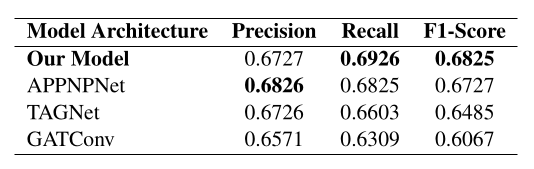 Model Architecture Precision Recall F1-Score
Our Model 0.6727 0.6926 0.6825
APPNPNet 0.6826 0.6825 0.6727
TAGNet 0.6726 0.6603 0.6485
GATConv 0.6571 0.6309 0.6067